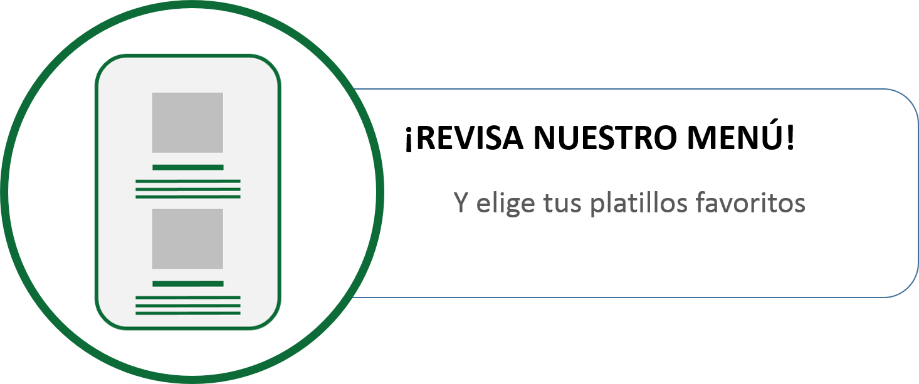 ¡REVISA NUESTRO MENÚ!
Y elige tus platillos favoritos